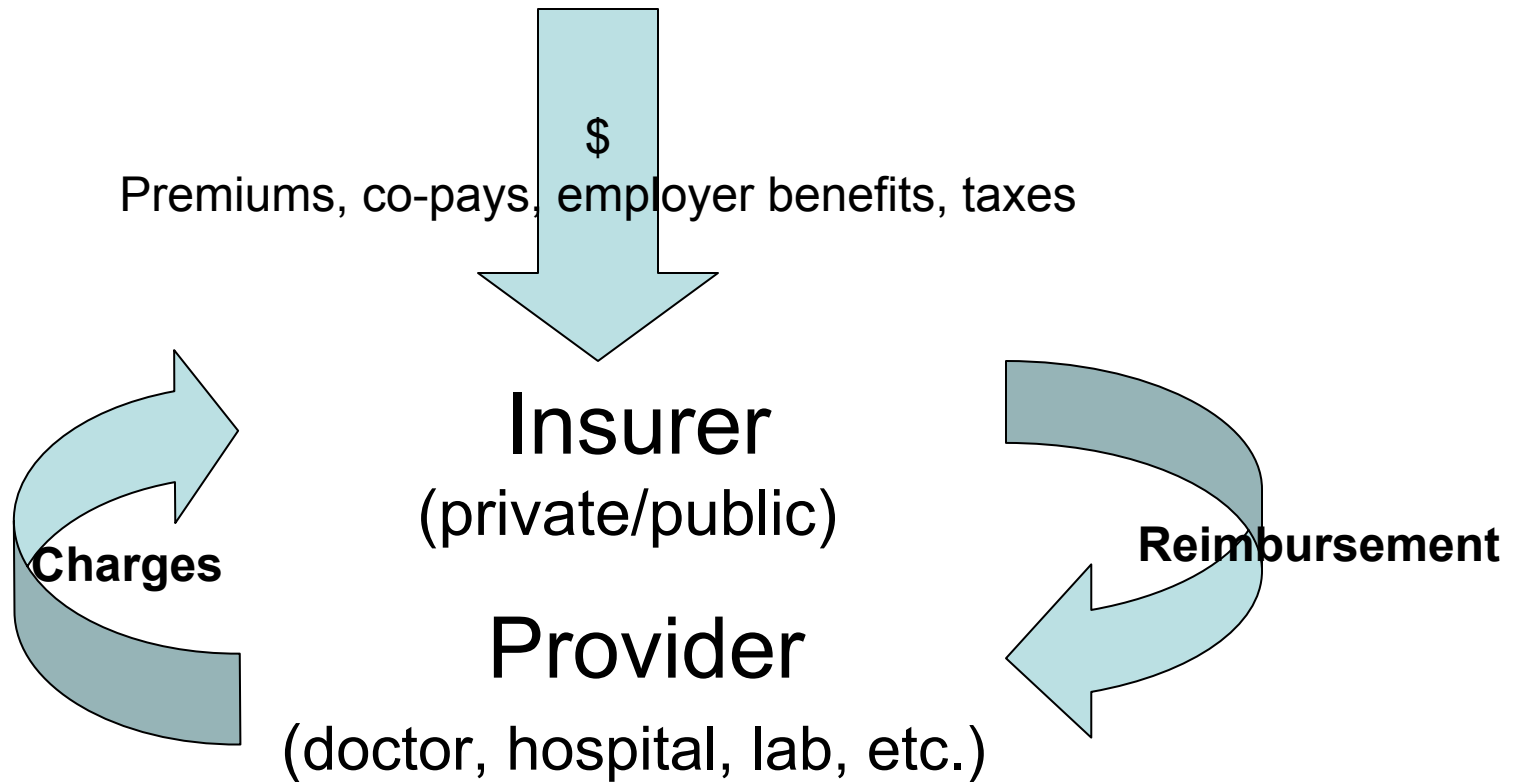 $
Premiums, co-pays, employer benefits, taxes
Insurer
(private/public)
Charges
Reimbursement
Provider
(doctor, hospital, lab, etc.)